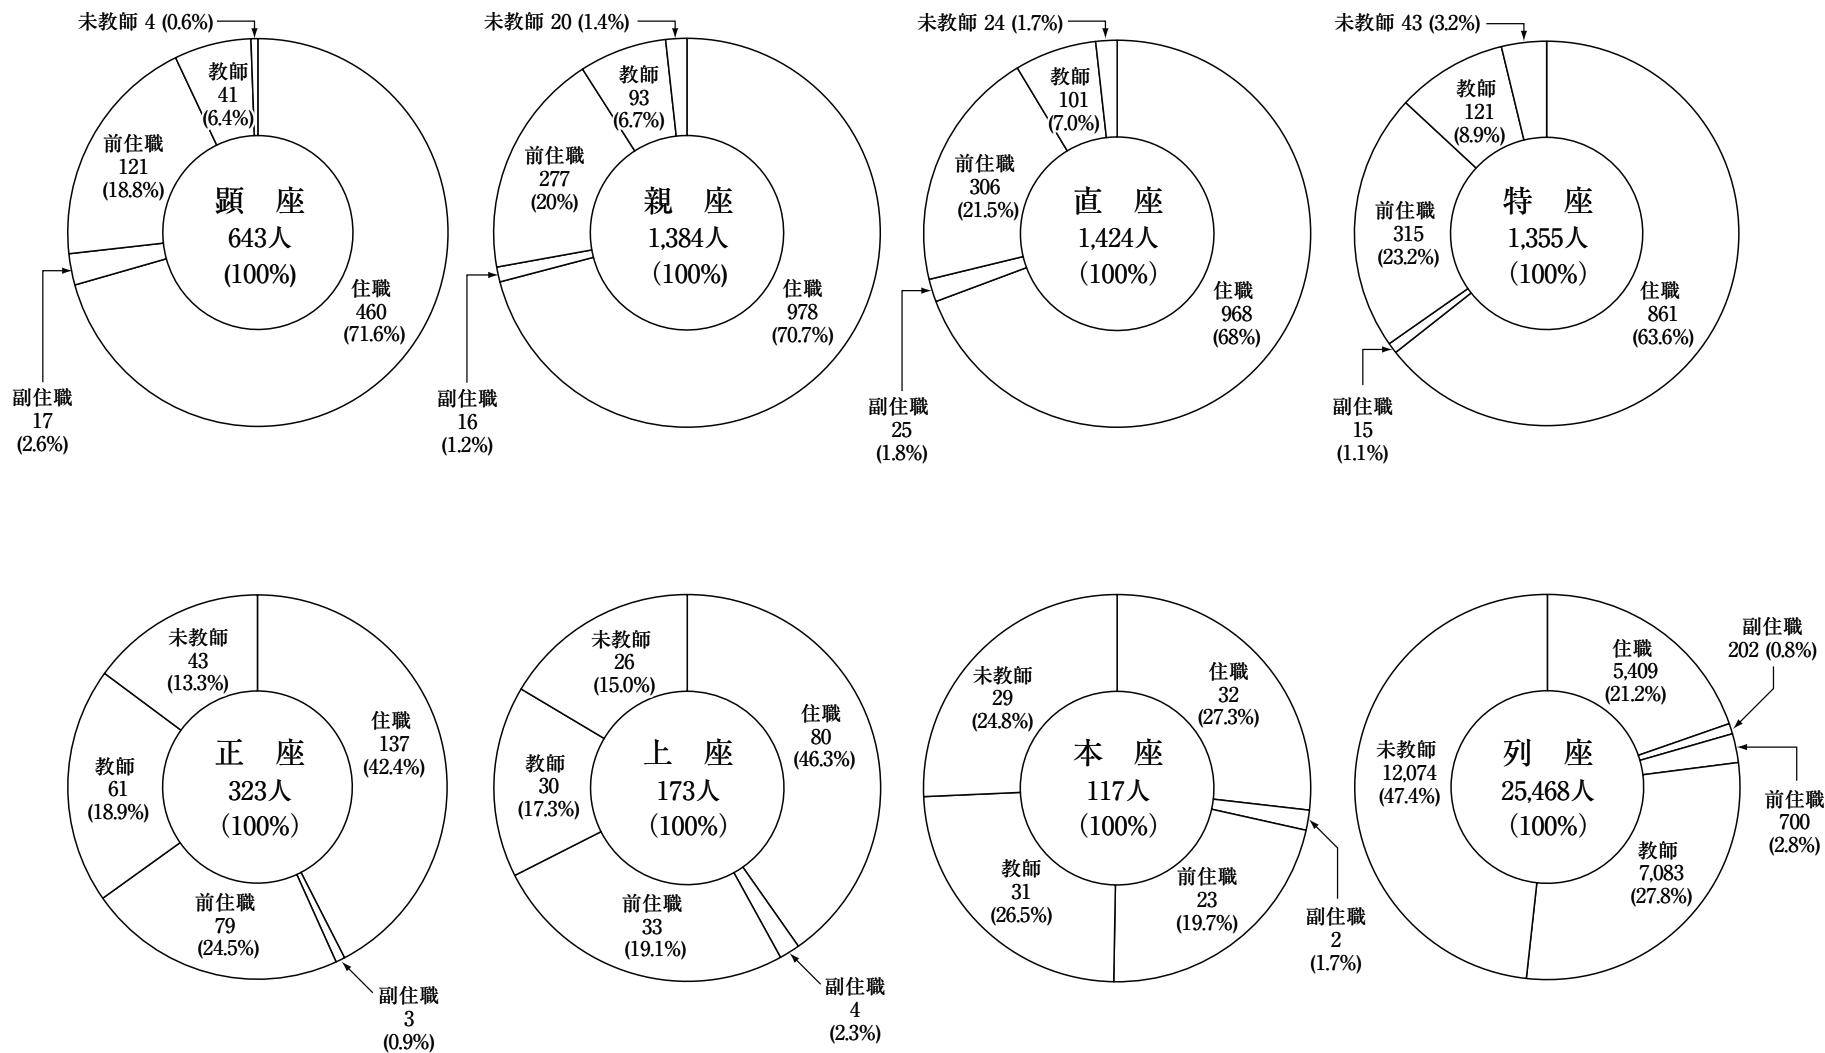 未教師 4 (0.6%)
教師
41
(6.4%)
前住職
121
(18.8%)
顕 座
643人
(100%)
住職
460
(71.6%)
副住職
17
(2.6%)
未教師 20 (1.4%)
教師
93
(6.7%)
前住職
277
(20%)
親 座
1,384人
(100%)
住職
978
(70.7%)
副住職
16
(1.2%)
未教師 24 (1.7%)
教師
101
(7.0%)
前住職
306
(21.5%)
直 座
1,424人
(100%)
住職
968
(68%)
副住職
25
(1.8%)
未教師 43 (3.2%)
教師
121
(8.9%)
前住職
315
(23.2%)
特 座
1,355人
(100%)
住職
861
(63.6%)
副住職
15
(1.1%)
未教師
43
(13.3%)
住職
137
(42.4%)
教師
61
(18.9%)
正 座
323人
(100%)
前住職
79
(24.5%)
副住職
3
(0.9%)
未教師
26
(15.0%)
住職
80
(46.3%)
教師
30
(17.3%)
上 座
173人
(100%)
前住職
33
(19.1%)
副住職
4
(2.3%)
未教師
29
(24.8%)
住職
32
(27.3%)
本 座
117人
(100%)
教師
31
(26.5%)
前住職
23
(19.7%)
副住職
2
(1.7%)
住職
5,409
(21.2%)
副住職
202 (0.8%)
未教師
12,074
(47.4%)
列 座
25,468人
(100%)
前住職
700
(2.8%)
教師
7,083
(27.8%)